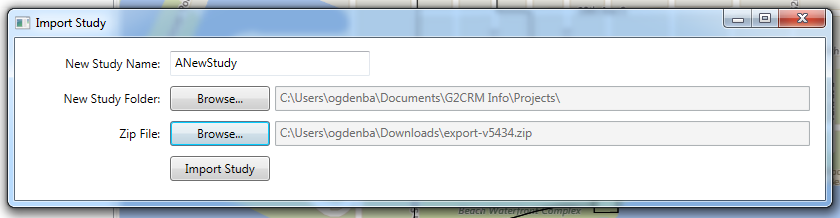 Import Study
New Study Name: ANewStudy
New Study Folder: Browse... C:\Users\ogdenba\Documents\G2CRM Info\Projects\
Zip File: Browse... C:\Users\ogdenba\Downloads\export-v5434.zip
Import Study
Beach Waterfront Complex